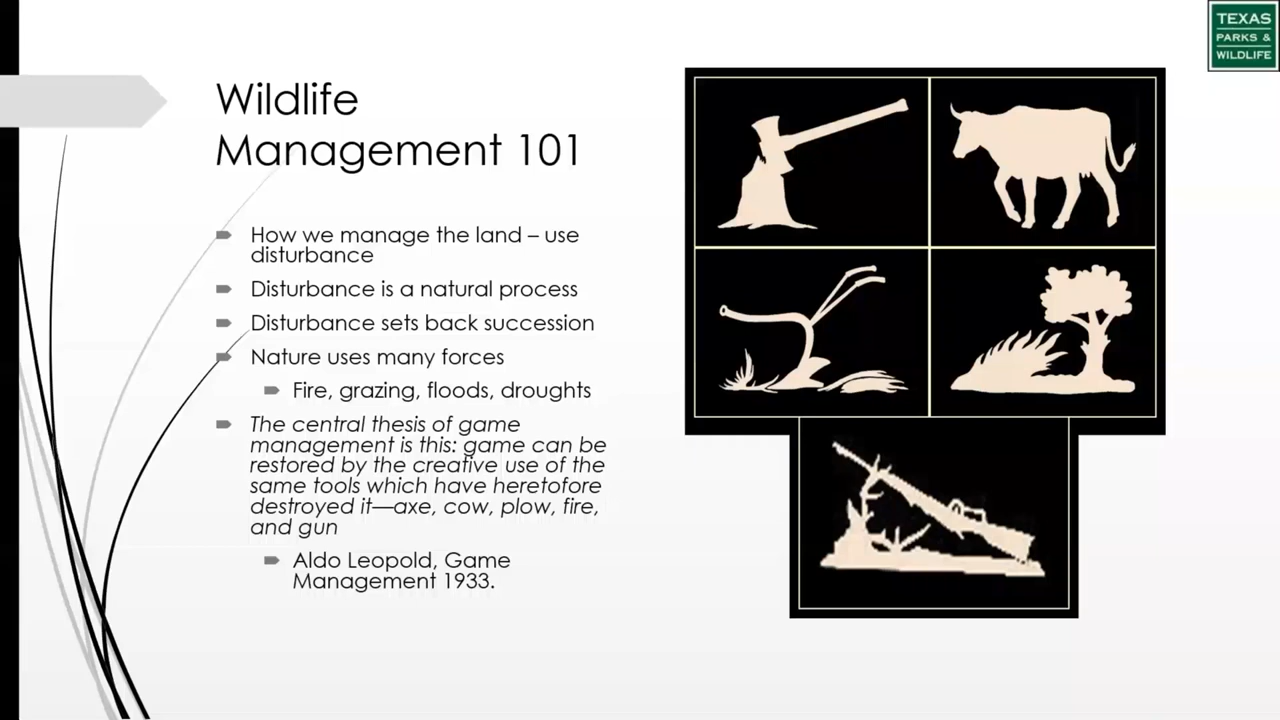 TEXAS
PARKS &
WILDLIFE
Wildlife
Management 101
How we manage the land – use
disturbance
Disturbance is a natural process
Disturbance sets back succession
Nature uses many forces
Fire, grazing, floods, droughts
The central thesis of game
management is this: game can be
restored by the creative use of the
same tools which have heretofore
destroyed it—axe, cow, plow, fire,
and gun
Aldo Leopold, Game
Management 1933.